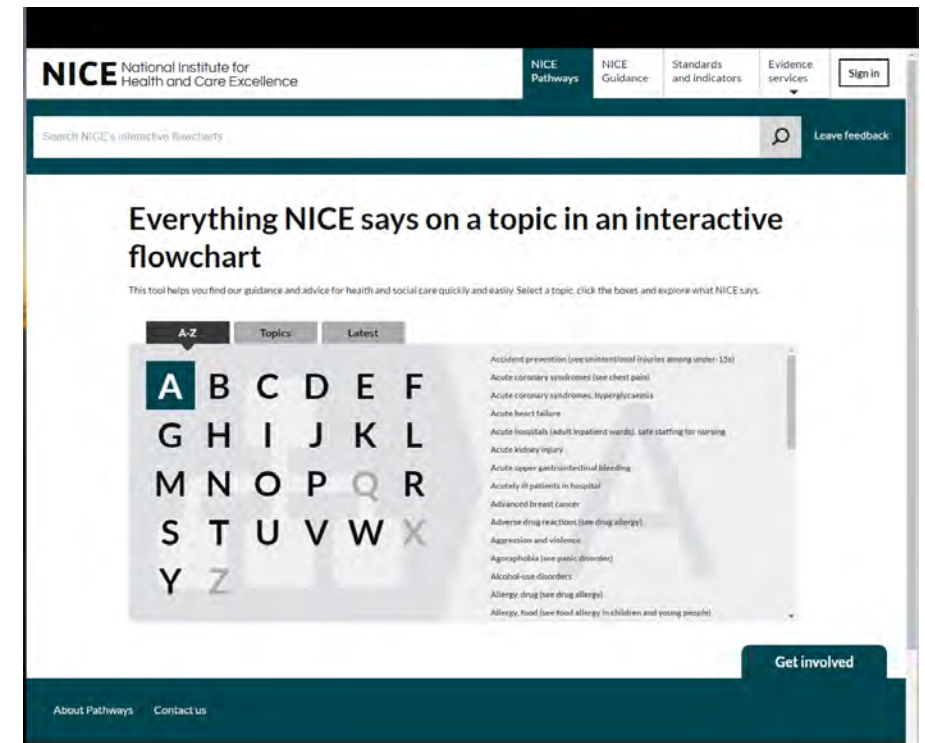 NICE National Institute for
Health and Care Excellence
NICE
Pathways
NICE
Guidance
Standards
and indicators
Evidence
services
Sign in
Search NICE's interactive flowcharts
Leave feedback
Everything NICE says on a topic in an interactive
flowchart
This tool helps you find our guidance and advice for health and social care quickly and easily. Select a topic, click the boxes and explore what NICE says.
A-Z
Topics
Latest
A B C D E F
G H I J K L
M N O P Q R
S T U V W X
Y Z
Accident prevention (see unintentional injuries among under-15s)
Acute coronary syndromes (see chest pain)
Acute coronary syndromes, hyperglycaemia
Acute heart failure
Acute hospitals (adult inpatient wards), safe staffing for nursing
Acute kidney injury
Acute upper gastrointestinal bleeding
Acutely ill patients in hospital
Advanced breast cancer
Adverse drug reactions (see drug allergy)
Aggression and violence
Agoraphobia (see panic disorder)
Alcohol-use disorders
Allergy, drug (see drug allergy)
Allergy, food (see food allergy in children and young people)
Get involved
About Pathways
Contact us